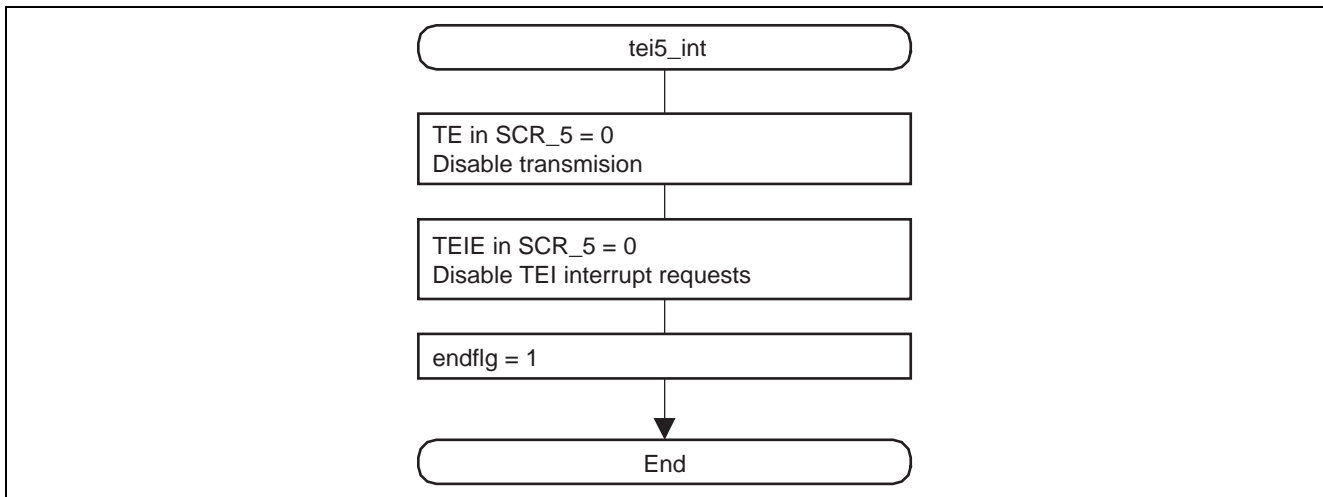 tei5_int
TE in SCR_5 = 0
Disable transmision
TEIE in SCR_5 = 0
Disable TEI interrupt requests
endflg = 1
End